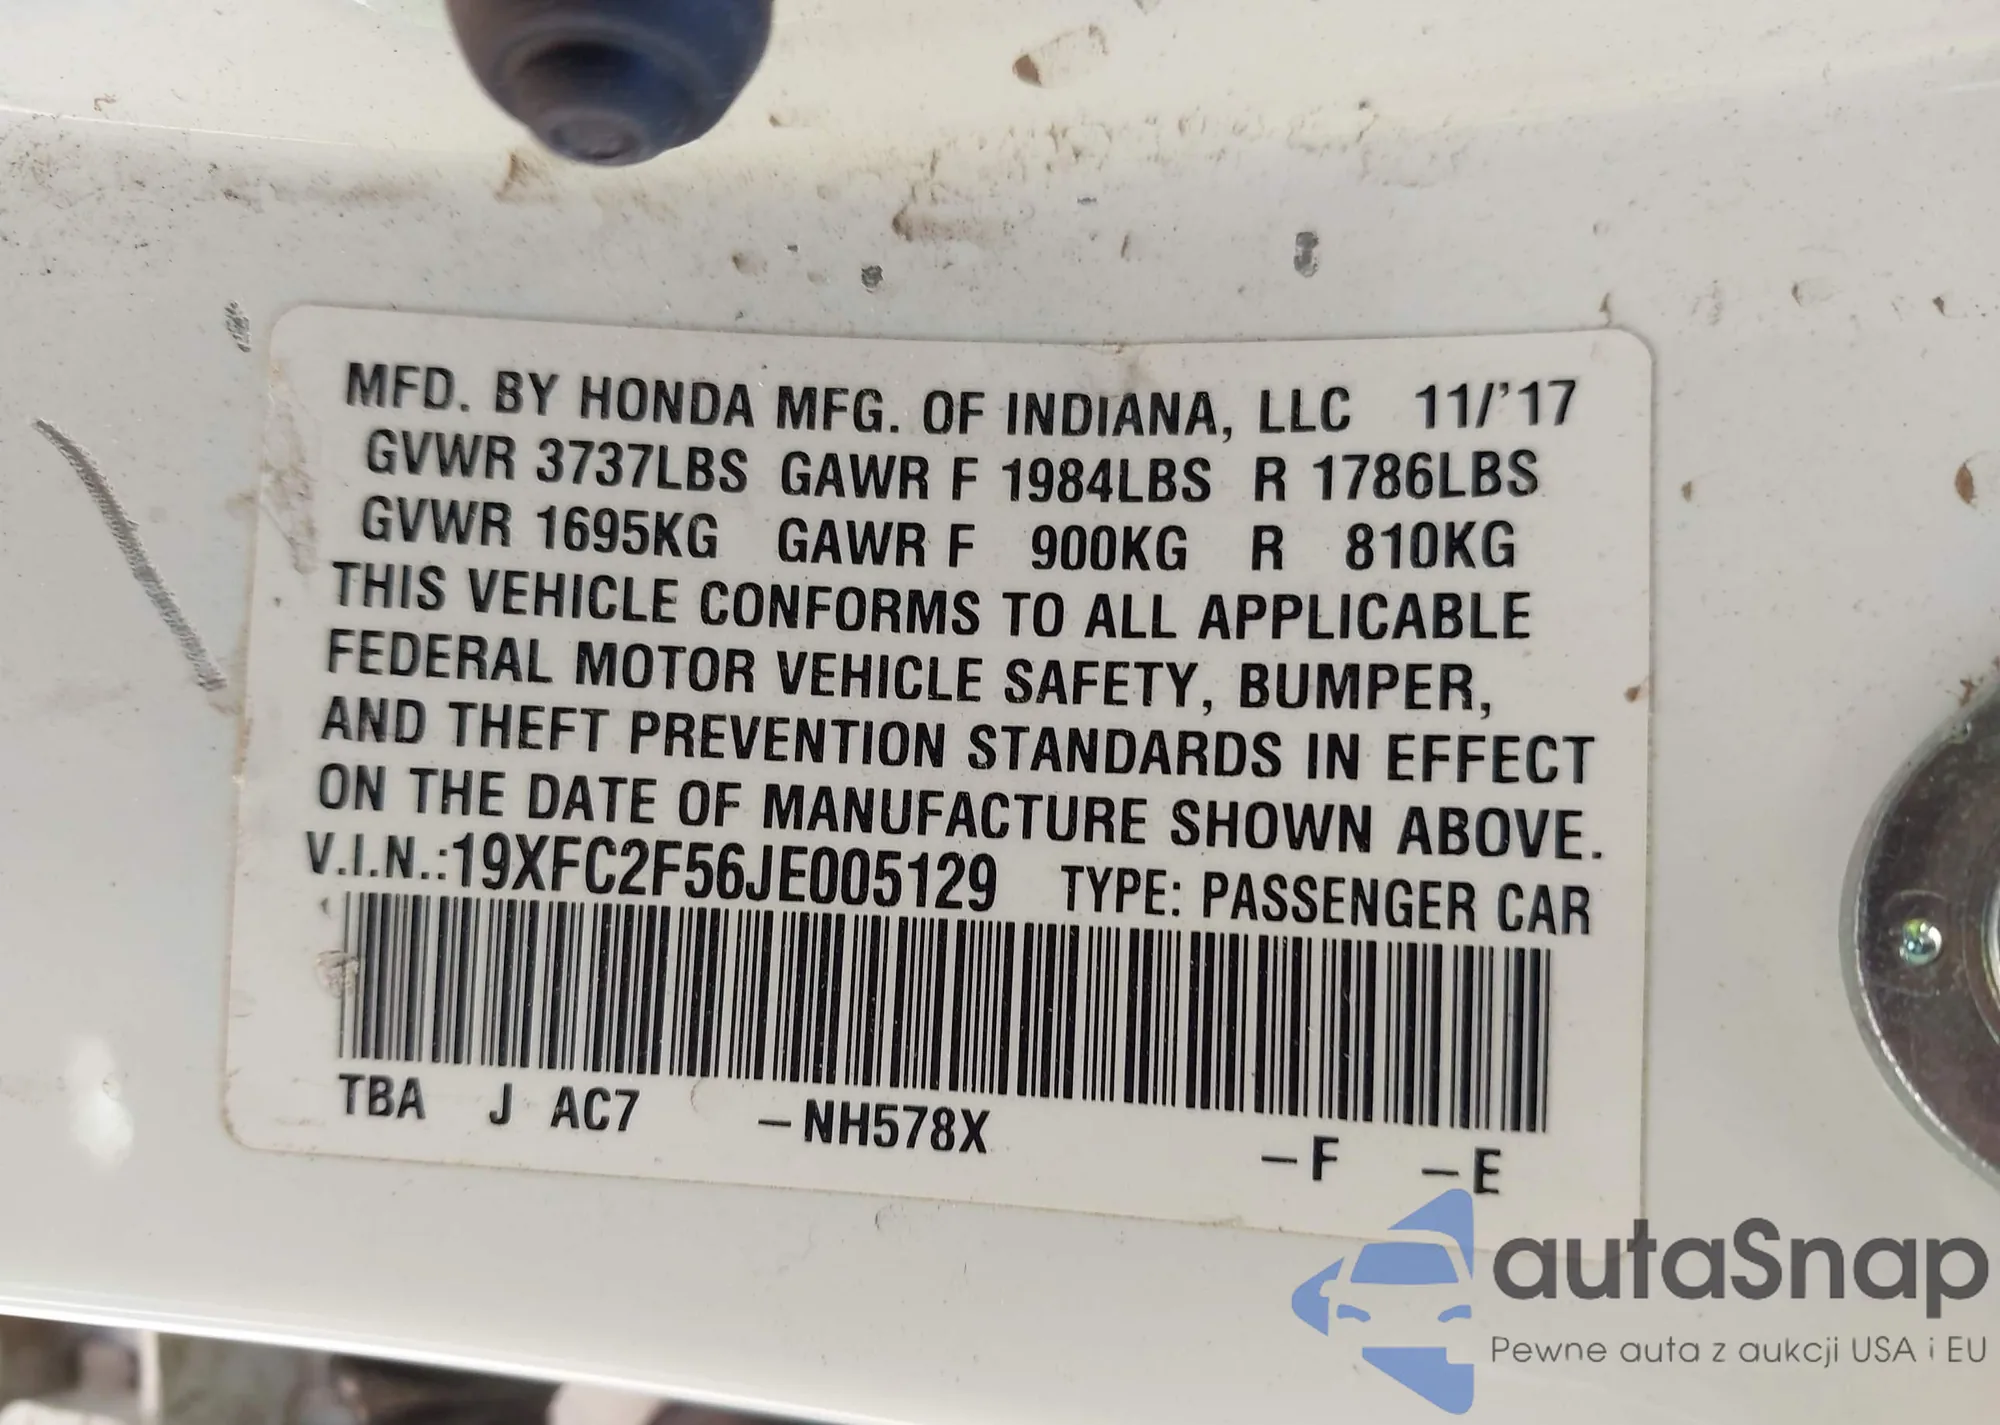 MFD. BY HONDA MFG. OF INDIANA, LLC 11/'17
GVWR 3737LBS GAWR F 1984LBS R 1786LBS
GVWR 1695KG GAWR F 900KG R 810KG
THIS VEHICLE CONFORMS TO ALL APPLICABLE
FEDERAL MOTOR VEHICLE SAFETY, BUMPER,
AND THEFT PREVENTION STANDARDS IN EFFECT
ON THE DATE OF MANUFACTURE SHOWN ABOVE.
V.I.N.:19XFC2F56JE005129 TYPE: PASSENGER CAR
TBA J AC7 –NH578X –F –E
autaSnap
Pewne auta z aukcji USA i EU